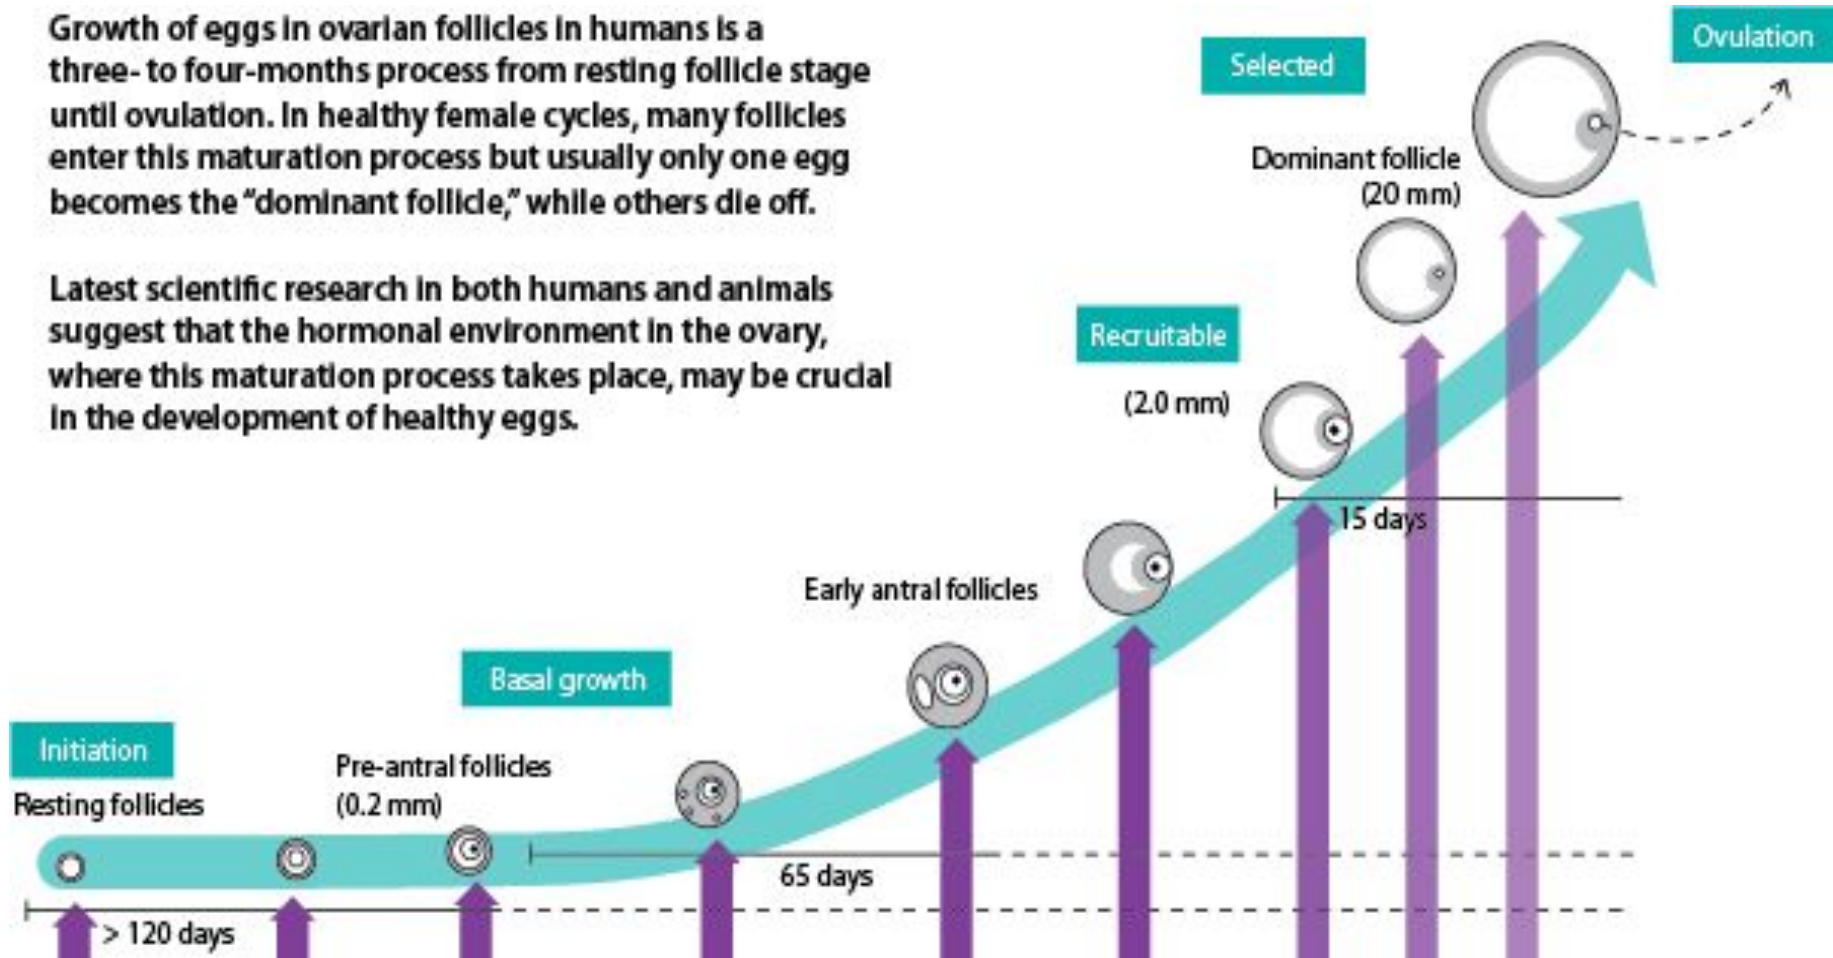 Growth of eggs in ovarian follicles in humans is a
three- to four-months process from resting follicle stage
until ovulation. In healthy female cycles, many follicles
enter this maturation process but usually only one egg
becomes the “dominant follicle,” while others die off.
Latest scientific research in both humans and animals
suggest that the hormonal environment in the ovary,
where this maturation process takes place, may be crucial
in the development of healthy eggs.
Ovulation
Selected
Dominant follicle
(20 mm)
Recruitable
(2.0 mm)
15 days
Early antral follicles
Basal growth
Initiation
Pre-antral follicles
(0.2 mm)
Resting follicles
65 days
> 120 days